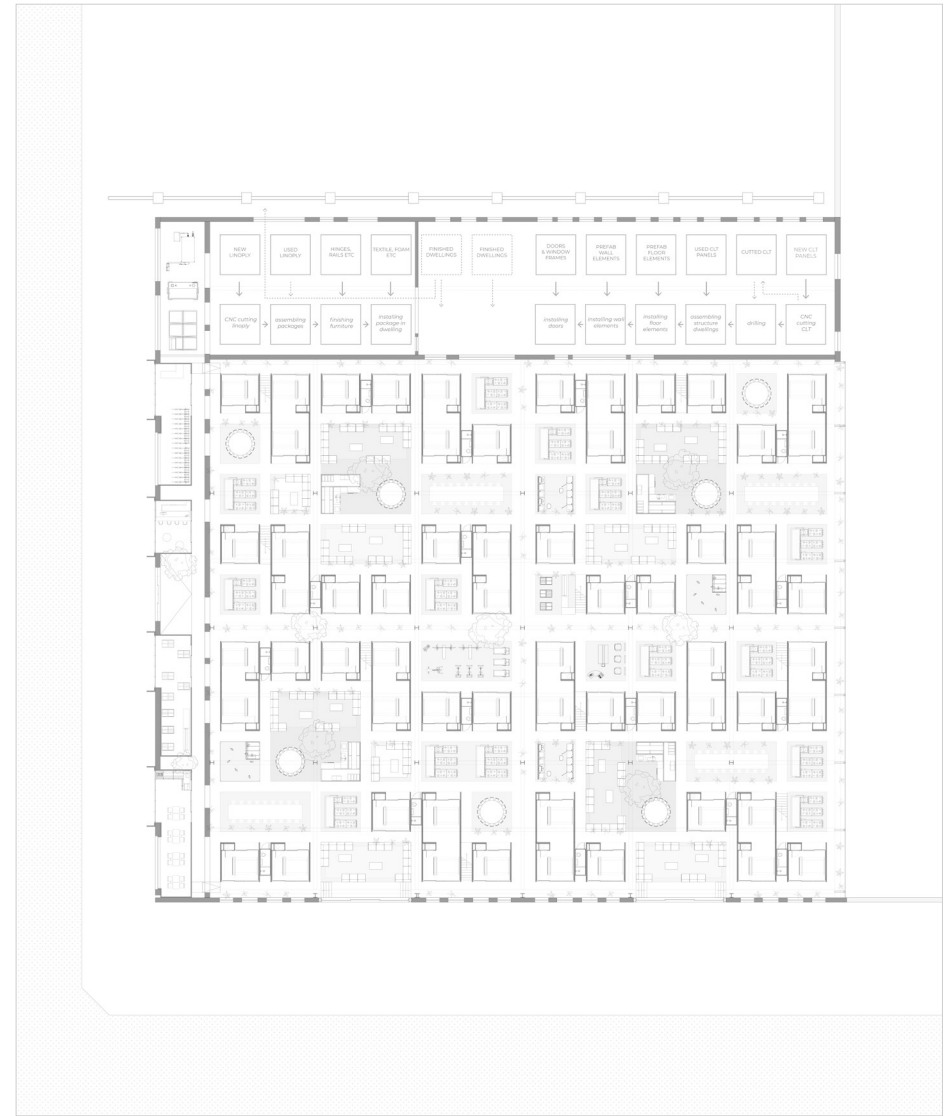 NEW
LINOPLY
USED
LINOPLY
HINGES,
RAILS ETC
TEXTILE, FOAM
ETC
FINISHED
DWELLINGS
FINISHED
DWELLINGS
DOORS
& WINDOW
FRAMES
PREFAB
WALL
ELEMENTS
PREFAB
FLOOR
ELEMENTS
USED CLT
PANELS
CUTTED CLT
NEW CLT
PANELS
CNC cutting
linoply
assembling
packages
finishing
furniture
installing
package in
dwelling
installing
doors
installing wall
elements
installing
floor
elements
assembling
structure
dwellings
drilling
CNC
cutting
CLT